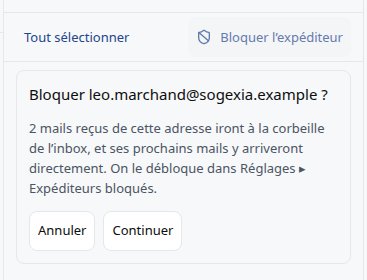 Tout sélectionner
Bloquer l'expéditeur
Bloquer leo.marchand@sogexia.example ?
2 mails reçus de cette adresse iront à la corbeille
de l'inbox, et ses prochains mails y arriveront
directement. On le débloque dans Réglages ▸
Expéditeurs bloqués.
Annuler
Continuer